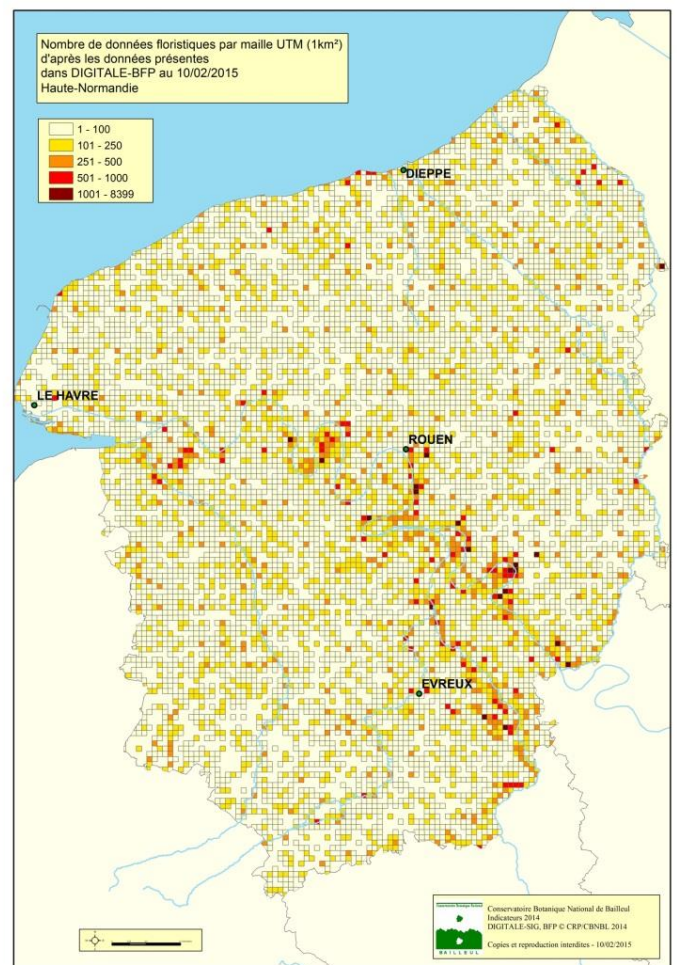 Nombre de données floristiques par maille UTM (1km²)
d'après les données présentes
dans DIGITALE-BFP au 10/02/2015
Haute-Normandie
1 - 100
101 - 250
251 - 500
501 - 1000
1001 - 8399
DIEPPE
LE HAVRE
ROUEN
EVREUX
Conservatoire Botanique National de Bailleul
Indicateurs 2014
DIGITALE-SIG, BFP © CRP/CBNBL 2014
Copies et reproduction interdites - 10/02/2015
BAILLEUL